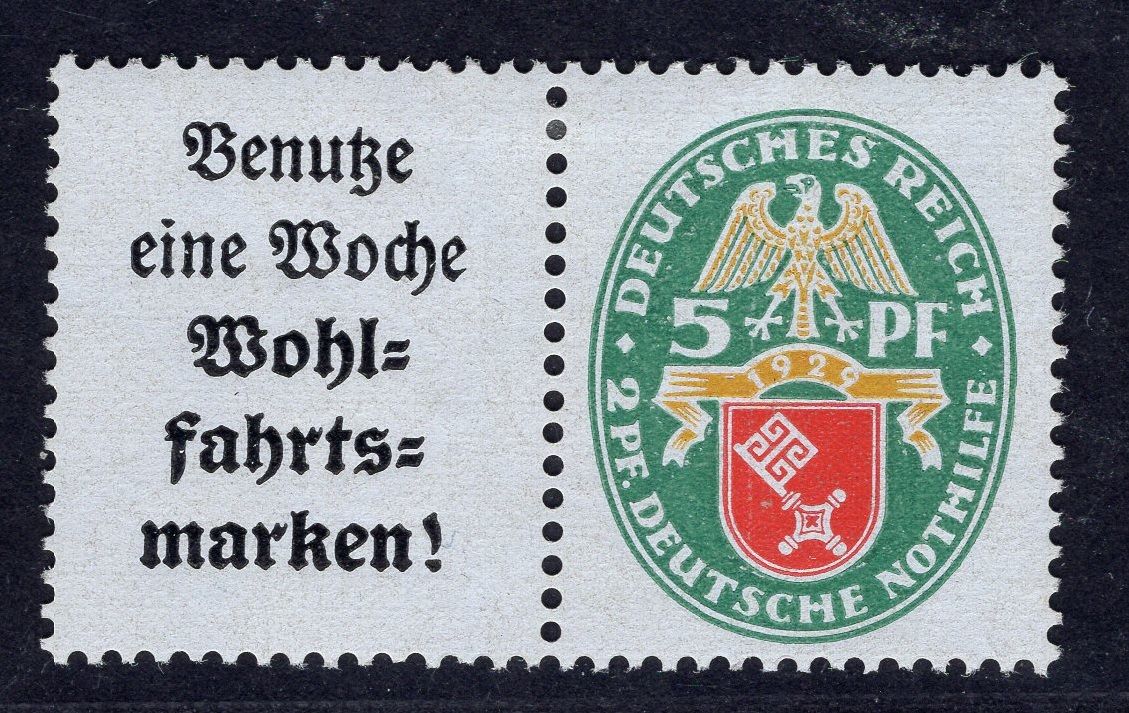 Benutze
eine Woche
Wohl=
fahrts=
marken!
DEUTSCHES REICH
5 PF
1929
2 PF. DEUTSCHE NOTHILFE